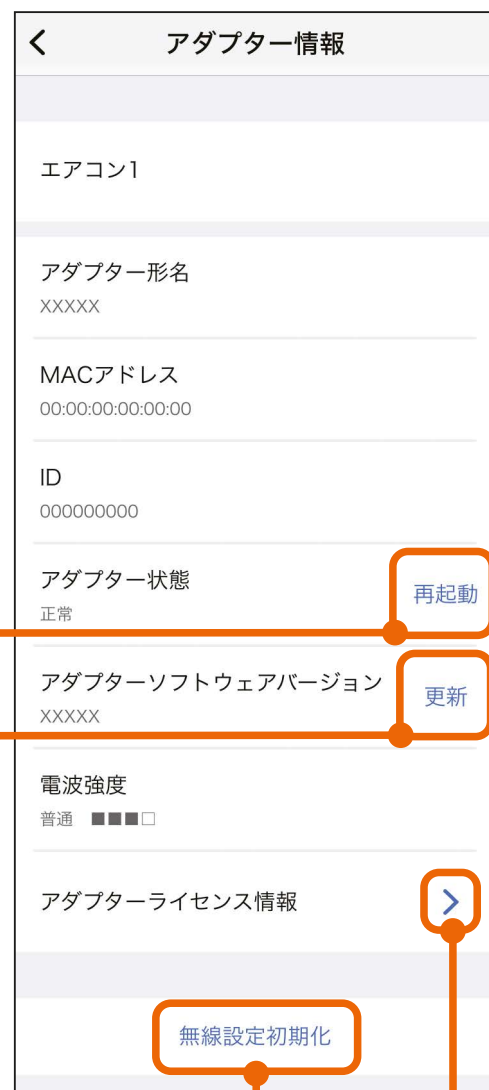 アダプター情報
エアコン1
アダプター形名
XXXXX
MACアドレス
00:00:00:00:00:00
ID
000000000
アダプター状態
再起動
正常
アダプターソフトウェアバージョン
更新
XXXXX
電波強度
普通 ■■■□
アダプターライセンス情報
無線設定初期化